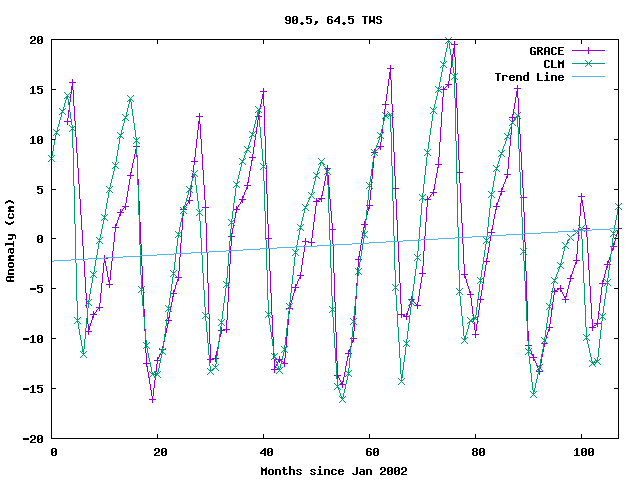 90.5, 64.5 TWS
GRACE
CLM
Trend Line
20
15
10
5
0
-5
-10
-15
-20
Anomaly (cm)
0 20 40 60 80 100
Months since Jan 2002